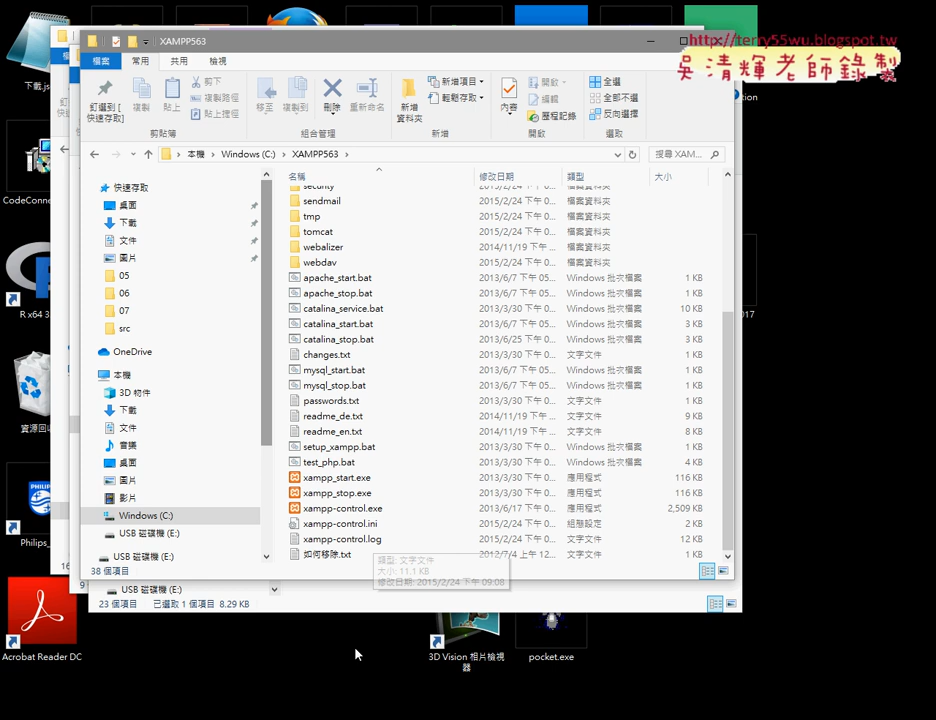 XAMPP563
http://terry55wu.blogspot.tw
吳清輝老師錄製
檔案
常用
共用
檢視
釘選到 [快速存取]
複製
貼上
剪下
複製路徑
貼上捷徑
剪貼簿
移至
複製到
刪除
重新命名
組合管理
新增資料夾
新增項目
輕鬆存取
新增
內容
開啟
編輯
歷程記錄
開啟
全選
全部不選
反向選擇
選取
本機 > Windows (C:) > XAMPP563 >
搜尋 XAM...
名稱 修改日期 類型 大小
security 2015/2/24 下午 0... 檔案資料夾
sendmail 2015/2/24 下午 0... 檔案資料夾
tmp 2015/2/24 下午 0... 檔案資料夾
tomcat 2015/2/24 下午 0... 檔案資料夾
webalizer 2014/11/19 下午 ... 檔案資料夾
webdav 2015/2/24 下午 0... 檔案資料夾
apache_start.bat 2013/6/7 下午 05... Windows 批次檔案 1 KB
apache_stop.bat 2013/6/7 下午 05... Windows 批次檔案 1 KB
catalina_service.bat 2013/3/30 下午 0... Windows 批次檔案 10 KB
catalina_start.bat 2013/6/7 下午 05... Windows 批次檔案 3 KB
catalina_stop.bat 2013/6/25 下午 0... Windows 批次檔案 3 KB
changes.txt 2013/3/30 下午 0... 文字文件 1 KB
mysql_start.bat 2013/6/7 下午 05... Windows 批次檔案 1 KB
mysql_stop.bat 2013/6/7 下午 05... Windows 批次檔案 1 KB
passwords.txt 2013/3/30 下午 0... 文字文件 1 KB
readme_de.txt 2014/11/19 下午 ... 文字文件 9 KB
readme_en.txt 2014/11/19 下午 ... 文字文件 8 KB
setup_xampp.bat 2013/3/30 下午 0... Windows 批次檔案 1 KB
test_php.bat 2013/3/30 下午 0... Windows 批次檔案 4 KB
xampp_start.exe 2013/3/30 下午 0... 應用程式 116 KB
xampp_stop.exe 2013/3/30 下午 0... 應用程式 116 KB
xampp-control.exe 2013/6/17 下午 0... 應用程式 2,509 KB
xampp-control.ini 2015/2/24 下午 0... 組態設定 2 KB
xampp-control.log 2015/2/24 下午 0... 文字文件 12 KB
如何移除.txt 2012/7/4 上午 12... 文字文件 1 KB
類型: 文字文件
大小: 11.1 KB
修改日期: 2015/2/24 下午 09:08
快速存取
桌面
下載
文件
圖片
05
06
07
src
OneDrive
本機
3D 物件
下載
文件
音樂
桌面
圖片
影片
Windows (C:)
USB 磁碟機 (E:)
USB 磁碟機 (E:)
38 個項目
USB 磁碟機 (E:)
23 個項目 已選取 1 個項目 8.29 KB
下載.js
CodeConne
R x64 3
資源回收
Philips_
Acrobat Reader DC
3D Vision 相片檢視器
pocket.exe
tion
017